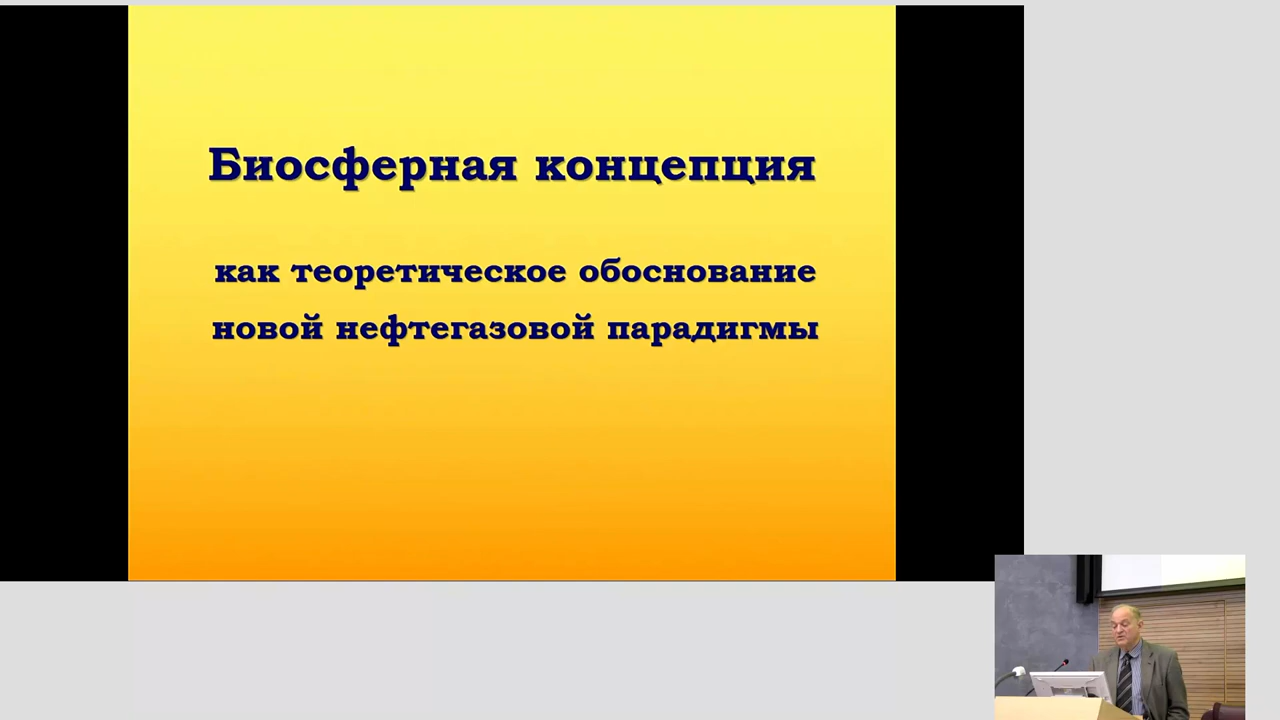 Биосферная концепция
как теоретическое обоснование
новой нефтегазовой парадигмы